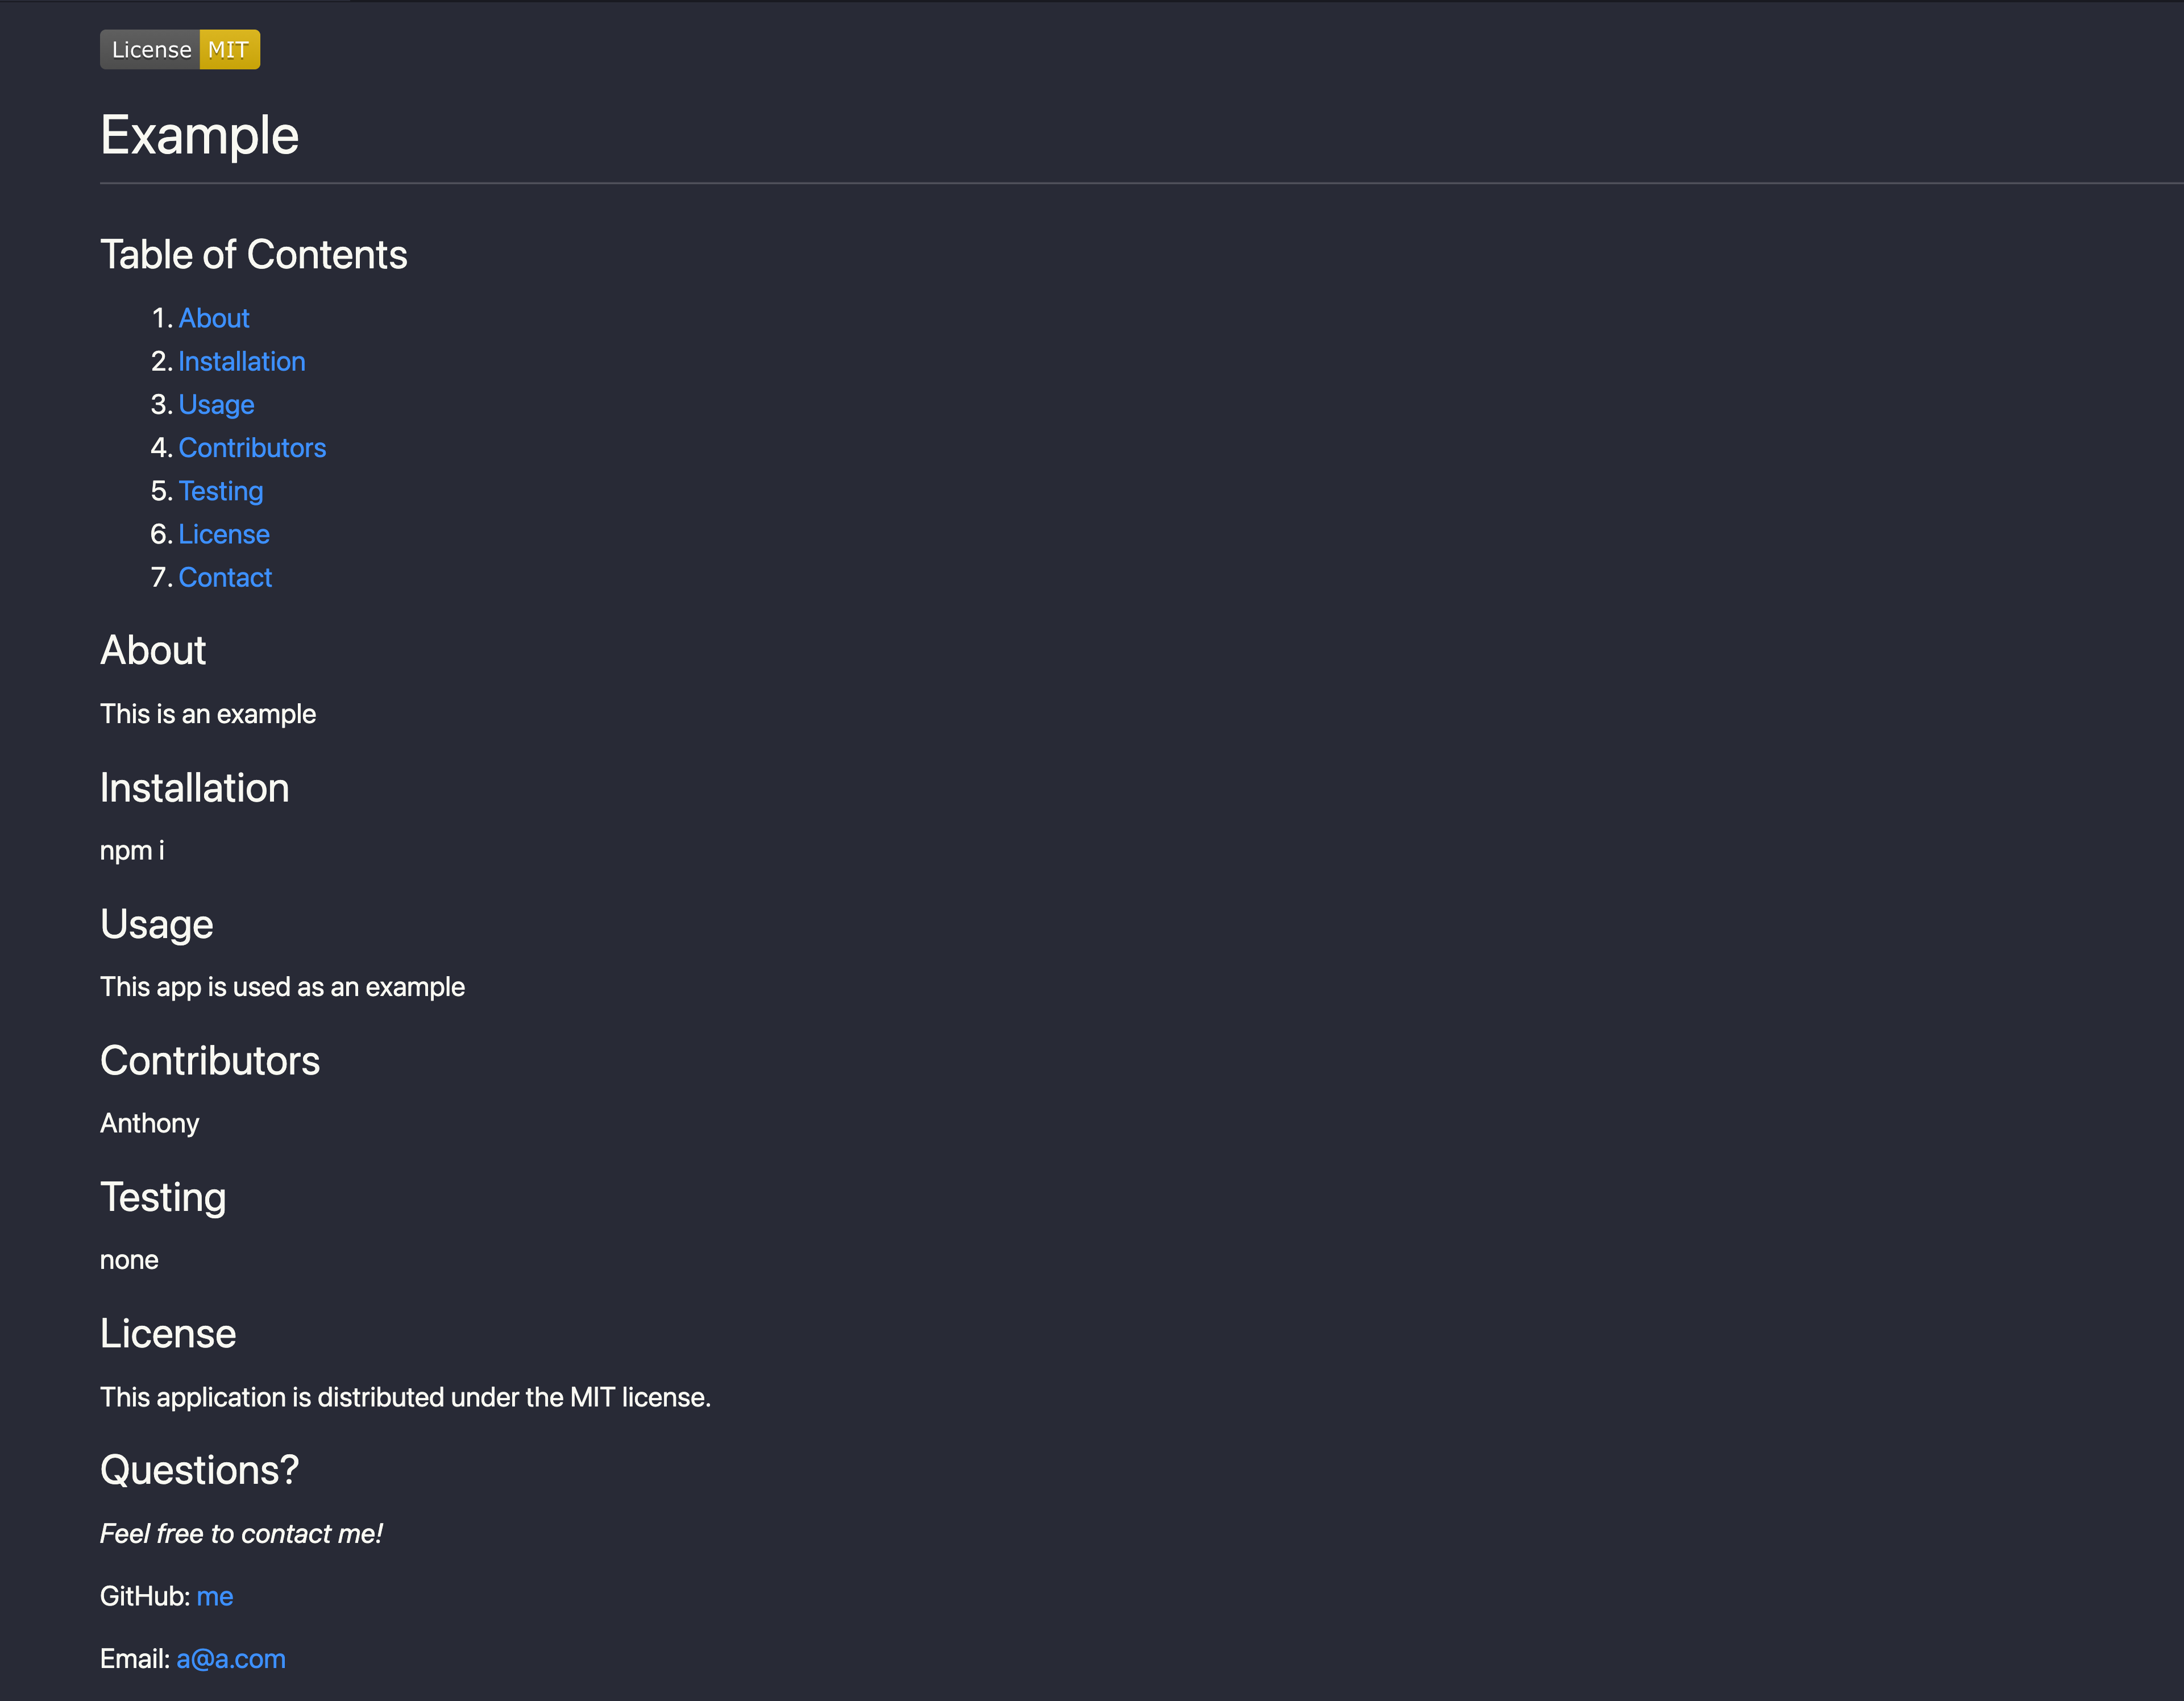 License MIT
Example
Table of Contents
1. About
2. Installation
3. Usage
4. Contributors
5. Testing
6. License
7. Contact
About
This is an example
Installation
npm i
Usage
This app is used as an example
Contributors
Anthony
Testing
none
License
This application is distributed under the MIT license.
Questions?
Feel free to contact me!
GitHub: me
Email: a@a.com